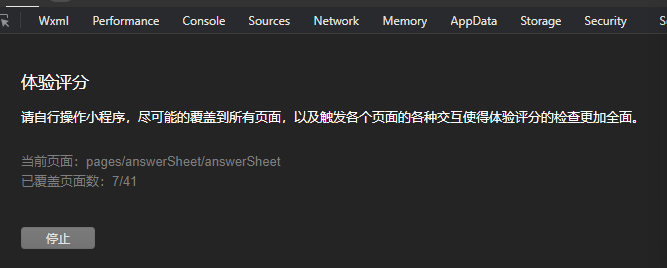 Wxml Performance Console Sources Network Memory AppData Storage Security
体验评分
请自行操作小程序，尽可能的覆盖到所有页面，以及触发各个页面的各种交互使得体验评分的检查更加全面。
当前页面：pages/answerSheet/answerSheet
已覆盖页面数：7/41
停止